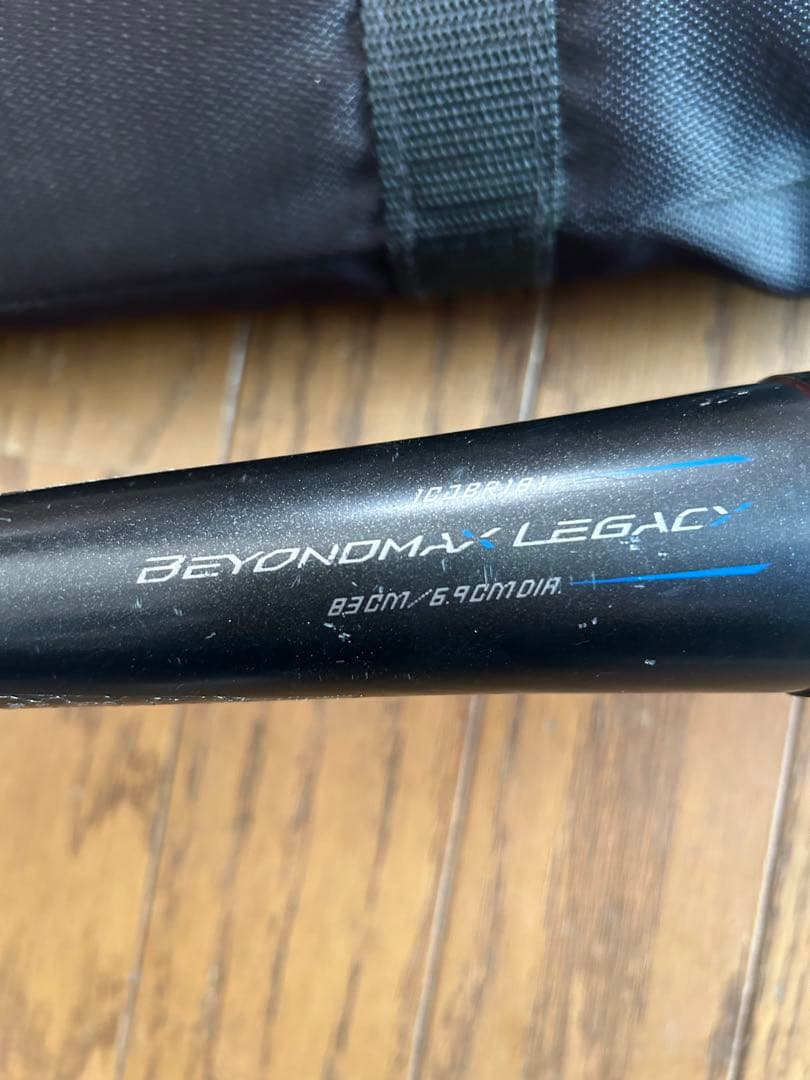 1CJBR181
BEYONDMAX LEGACY
83CM/6.9CMDIA.